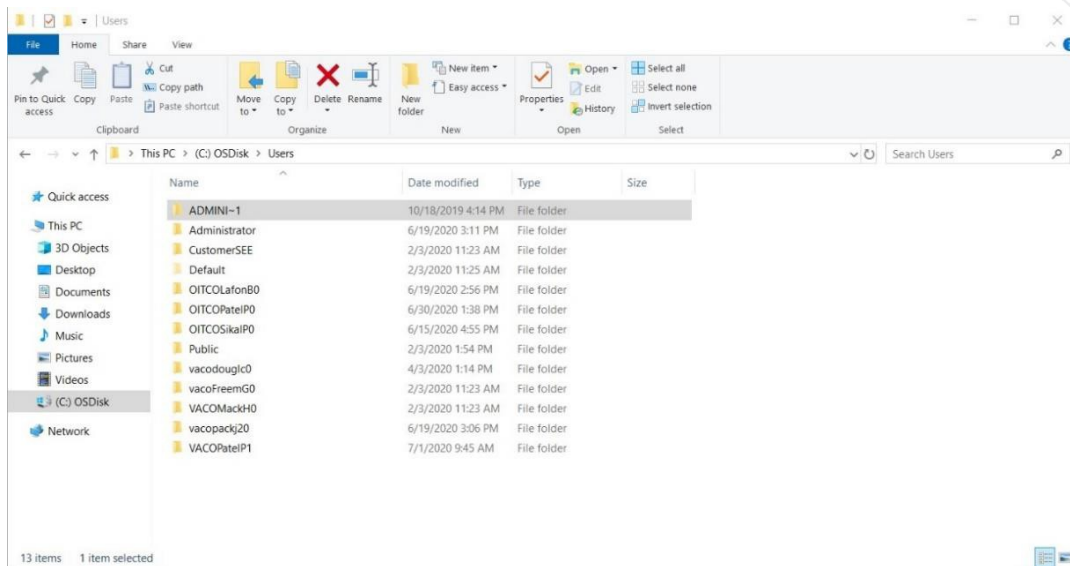 Users
File Home Share View
Pin to Quick access
Copy
Paste
Cut
Copy path
Paste shortcut
Clipboard
Move to
Copy to
Delete
Rename
Organize
New folder
New item
Easy access
New
Properties
Open
Edit
History
Open
Select all
Select none
Invert selection
Select
This PC > (C:) OSDisk > Users
Search Users
Quick access
This PC
3D Objects
Desktop
Documents
Downloads
Music
Pictures
Videos
(C:) OSDisk
Network
Name Date modified Type Size
ADMINI~1 10/18/2019 4:14 PM File folder
Administrator 6/19/2020 3:11 PM File folder
CustomerSEE 2/3/2020 11:23 AM File folder
Default 2/3/2020 11:25 AM File folder
OITCOLafonB0 6/19/2020 2:56 PM File folder
OITCOPatelP0 6/30/2020 1:38 PM File folder
OITCOSikalP0 6/15/2020 4:55 PM File folder
Public 2/3/2020 1:54 PM File folder
vacodouglc0 4/3/2020 1:14 PM File folder
vacoFreemG0 2/3/2020 11:23 AM File folder
VACOMackH0 2/3/2020 11:23 AM File folder
vacopackj20 6/19/2020 3:06 PM File folder
VACOPatelP1 7/1/2020 9:45 AM File folder
13 items 1 item selected